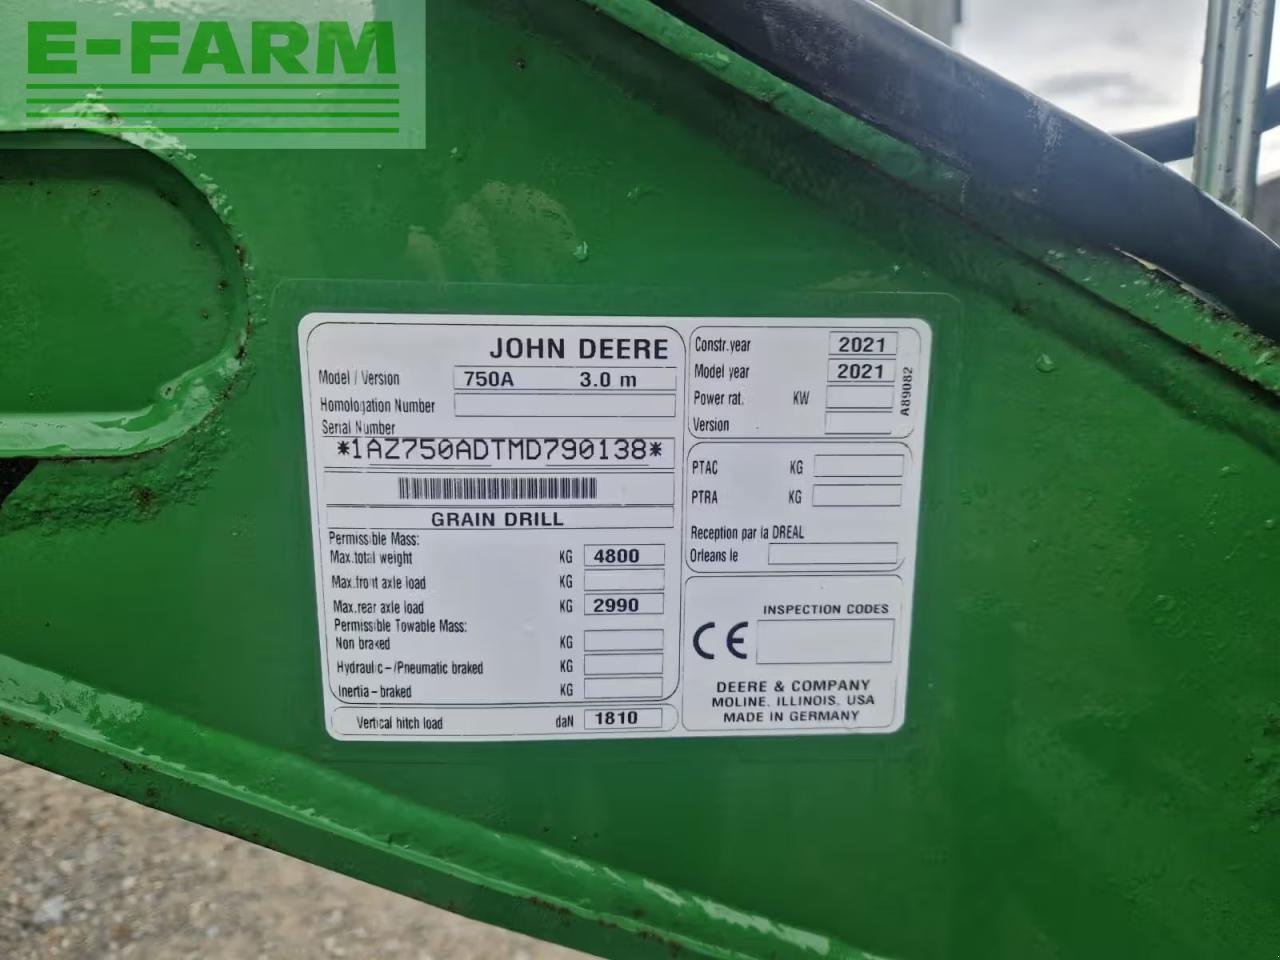 E-FARM
JOHN DEERE
Model / Version 750A 3.0 m
Homologation Number
Serial Number
*1AZ750ADTMD790138*
GRAIN DRILL
Permissible Mass:
Max.total weight KG 4800
Max.front axle load KG
Max.rear axle load KG 2990
Permissible Towable Mass:
Non braked KG
Hydraulic-/Pneumatic braked KG
Inertia-braked KG
Vertical hitch load daN 1810
Constr.year 2021
Model year 2021
Power rat. KW
Version
A89082
PTAC KG
PTRA KG
Reception par la DREAL
Orleans le
INSPECTION CODES
CE
DEERE & COMPANY
MOLINE, ILLINOIS, USA
MADE IN GERMANY